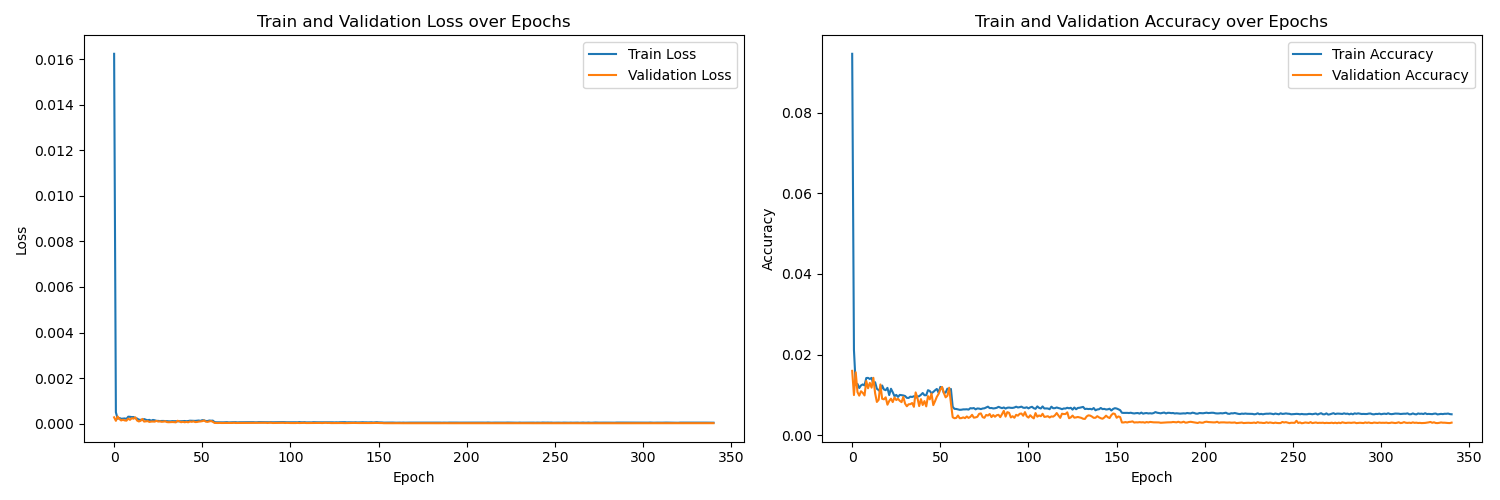 Train and Validation Loss over Epochs
Train Loss
Validation Loss
0.016
0.014
0.012
0.010
0.008
0.006
0.004
0.002
0.000
Loss
0 50 100 150 200 250 300 350
Epoch
Train and Validation Accuracy over Epochs
Train Accuracy
Validation Accuracy
0.08
0.06
0.04
0.02
0.00
Accuracy
0 50 100 150 200 250 300 350
Epoch